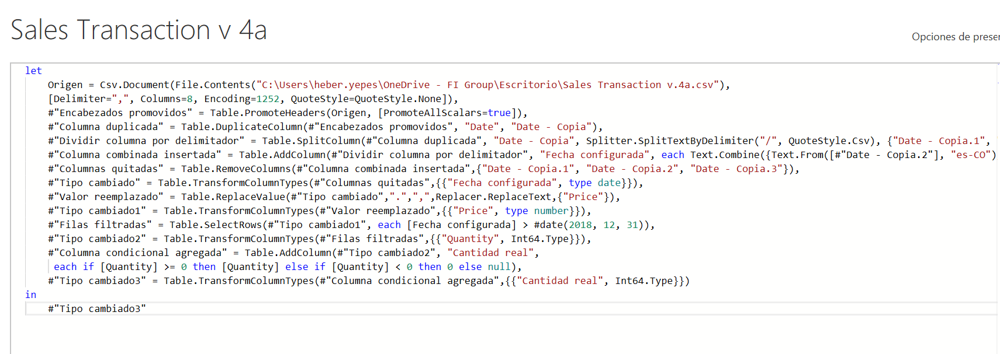 Sales Transaction v 4a
Opciones de preser
let
Origen = Csv.Document(File.Contents("C:\Users\heber.yepes\OneDrive - FI Group\Escritorio\Sales Transaction v.4a.csv"),
[Delimiter=",", Columns=8, Encoding=1252, QuoteStyle=QuoteStyle.None]),
#"Encabezados promovidos" = Table.PromoteHeaders(Origen, [PromoteAllScalars=true]),
#"Columna duplicada" = Table.DuplicateColumn(#"Encabezados promovidos", "Date", "Date - Copia"),
#"Dividir columna por delimitador" = Table.SplitColumn(#"Columna duplicada", "Date - Copia", Splitter.SplitTextByDelimiter("/", QuoteStyle.Csv), {"Date - Copia.1",
#"Columna combinada insertada" = Table.AddColumn(#"Dividir columna por delimitador", "Fecha configurada", each Text.Combine({Text.From([#"Date - Copia.2"], "es-CO")
#"Columnas quitadas" = Table.RemoveColumns(#"Columna combinada insertada",{"Date - Copia.1", "Date - Copia.2", "Date - Copia.3"}),
#"Tipo cambiado" = Table.TransformColumnTypes(#"Columnas quitadas",{{"Fecha configurada", type date}}),
#"Valor reemplazado" = Table.ReplaceValue(#"Tipo cambiado",".",",",Replacer.ReplaceText,{"Price"}),
#"Tipo cambiado1" = Table.TransformColumnTypes(#"Valor reemplazado",{{"Price", type number}}),
#"Filas filtradas" = Table.SelectRows(#"Tipo cambiado1", each [Fecha configurada] > #date(2018, 12, 31)),
#"Tipo cambiado2" = Table.TransformColumnTypes(#"Filas filtradas",{{"Quantity", Int64.Type}}),
#"Columna condicional agregada" = Table.AddColumn(#"Tipo cambiado2", "Cantidad real",
each if [Quantity] >= 0 then [Quantity] else if [Quantity] < 0 then 0 else null),
#"Tipo cambiado3" = Table.TransformColumnTypes(#"Columna condicional agregada",{{"Cantidad real", Int64.Type}})
in
#"Tipo cambiado3"